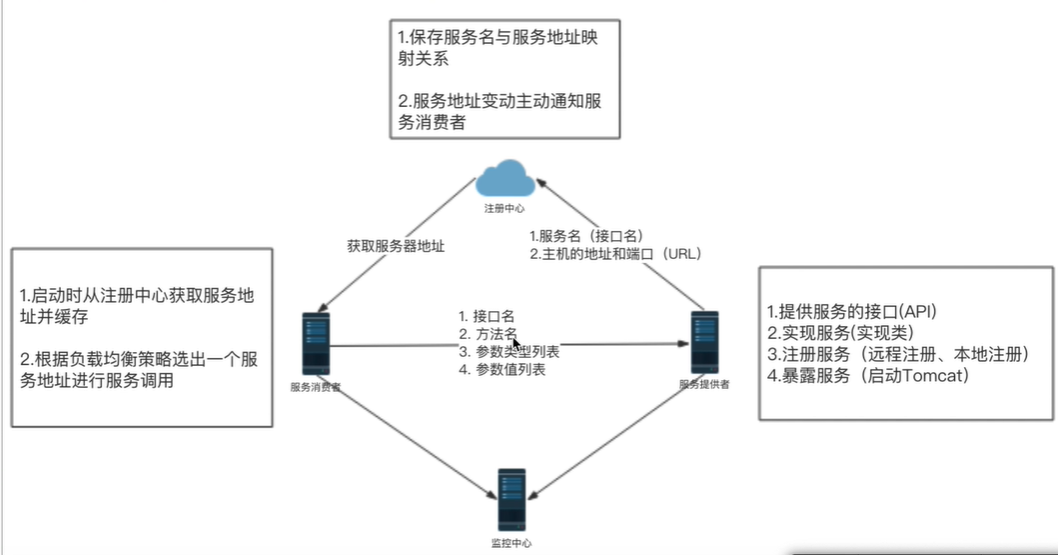 1.保存服务名与服务地址映
射关系
2.服务地址变动主动通知服
务消费者
注册中心
获取服务器地址
1.服务名（接口名）
2.主机的地址和端口（URL）
1.启动时从注册中心获取服务地
址并缓存
2.根据负载均衡策略选出一个服
务地址进行服务调用
1. 接口名
2. 方法名
3. 参数类型列表
4. 参数值列表
1.提供服务的接口(API)
2.实现服务(实现类)
3.注册服务（远程注册、本地注册）
4.暴露服务（启动Tomcat）
服务消费者
服务提供者
监控中心